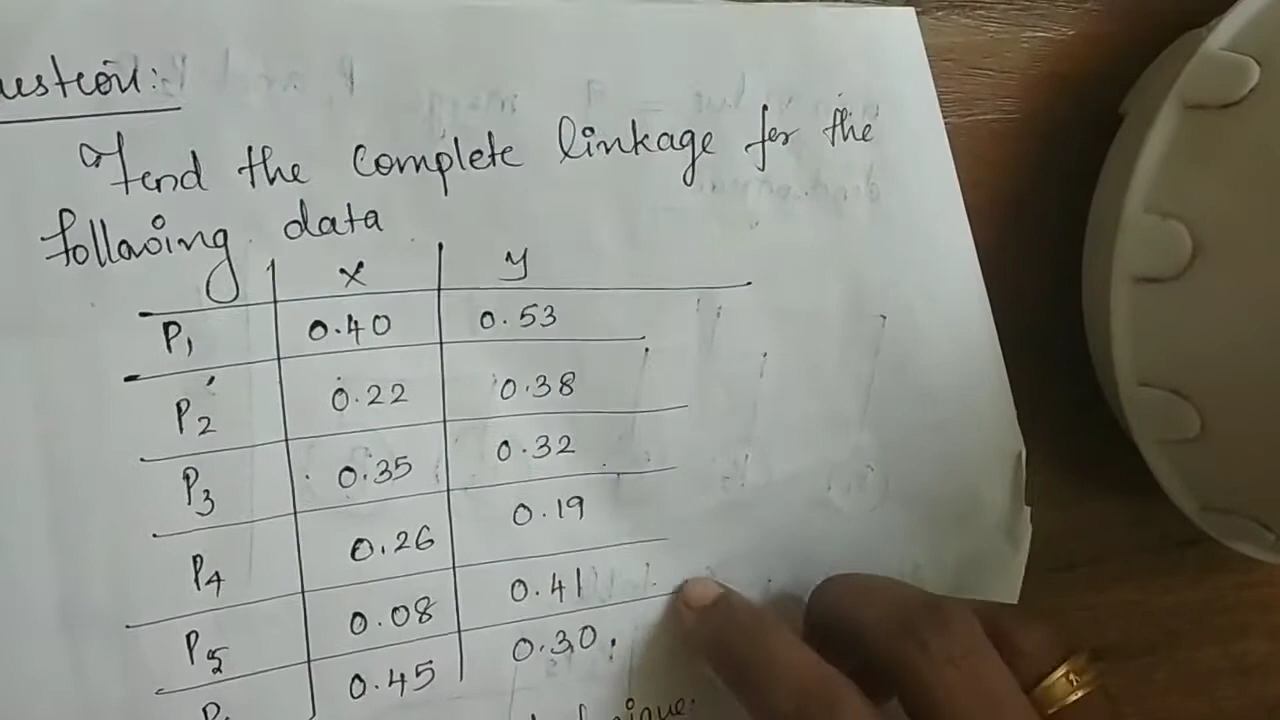 uestion:
Find the complete linkage for the
following data
x y
P1 0.40 0.53
P2 0.22 0.38
P3 0.35 0.32
P4 0.26 0.19
P5 0.08 0.41
0.45 0.30